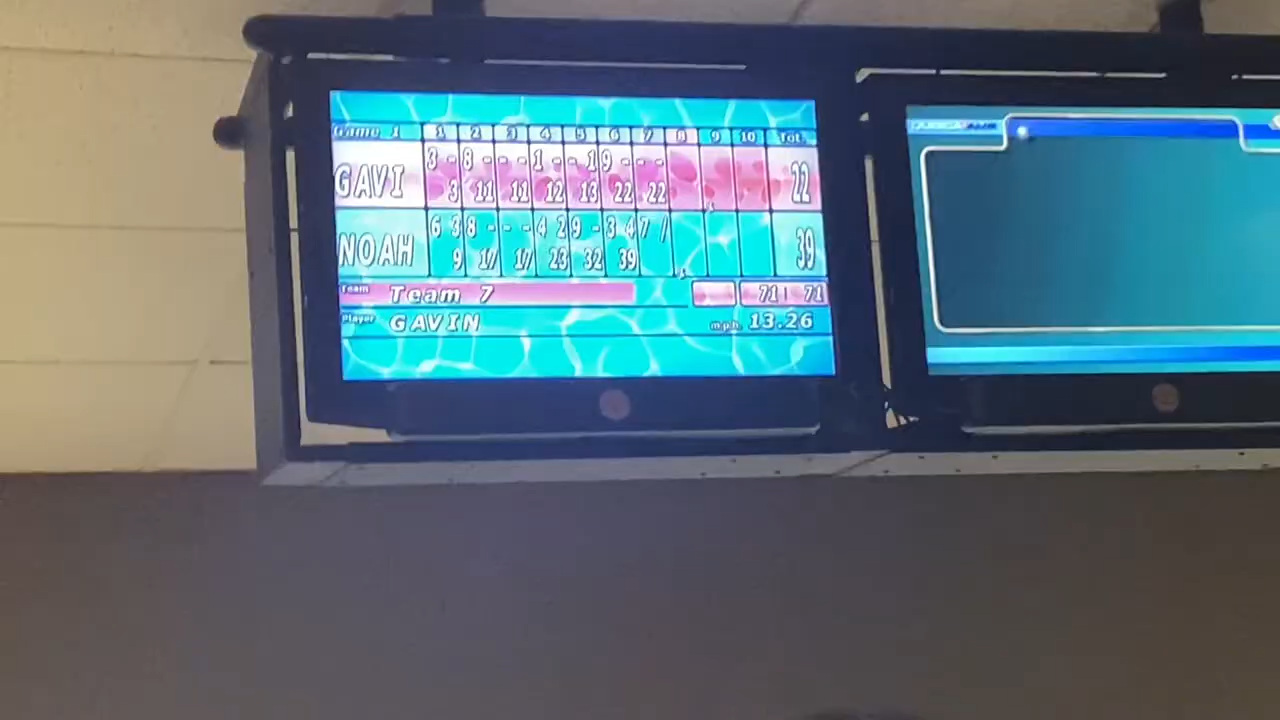 Game 1 1 2 3 4 5 6 7 8 9 10 Tot.
3 - 8 - - - 1 - - 1 9 - - -
GAVI 3 11 11 12 13 22 22 22
6 3 8 - - - 4 2 9 - 3 4 7 /
NOAH 9 17 17 23 32 39 39
Team Team 7 71 71
Player GAVIN mph 13.26